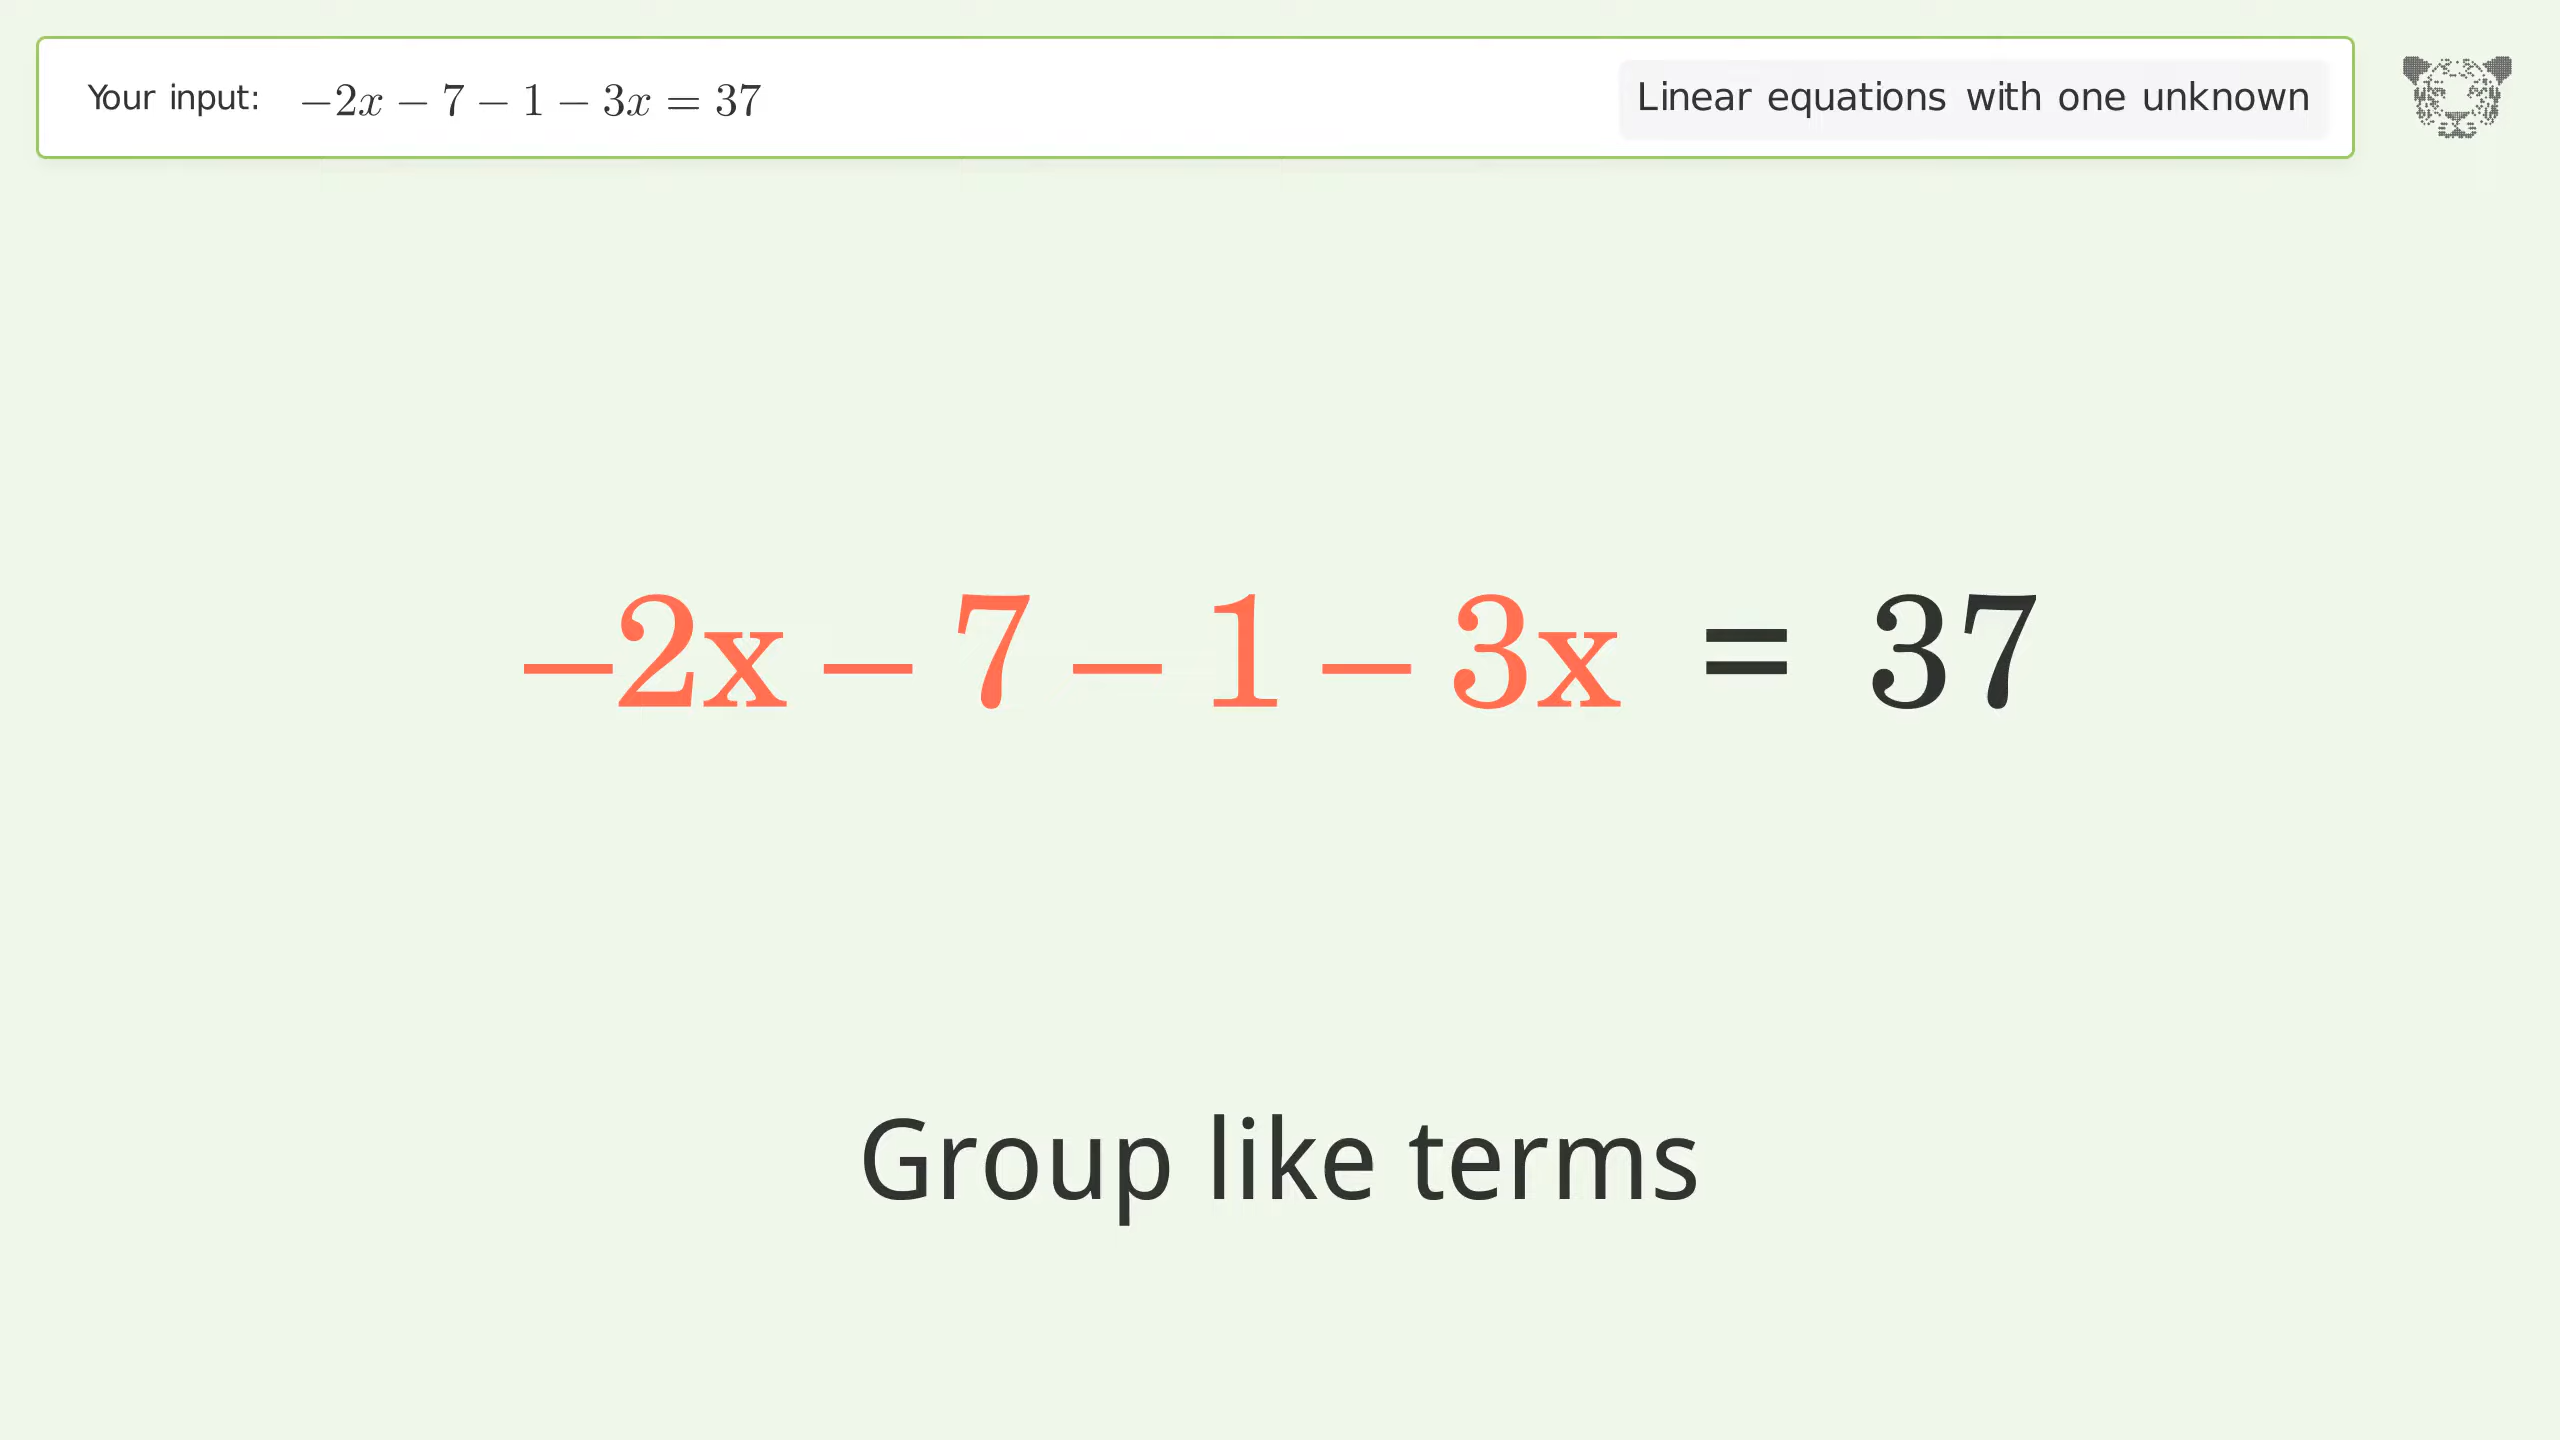 Your input: −2x − 7 − 1 − 3x = 37
Linear equations with one unknown
−2x − 7 − 1 − 3x = 37
Group like terms